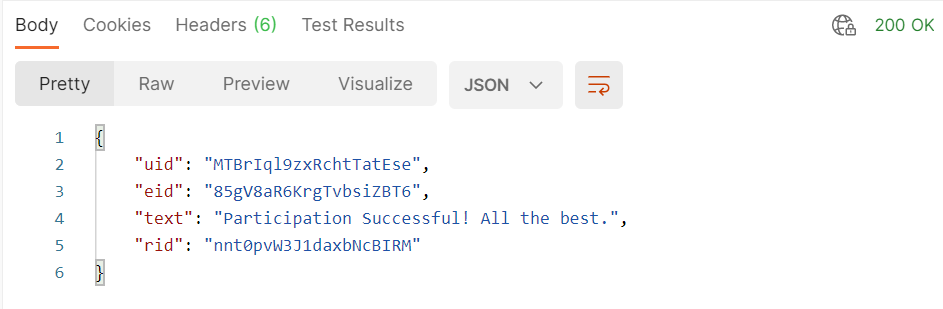 Body Cookies Headers (6) Test Results 200 OK
Pretty Raw Preview Visualize JSON
1 {
2 "uid": "MTBrIql9zxRchtTatEse",
3 "eid": "85gV8aR6KrgTvbsiZBT6",
4 "text": "Participation Successful! All the best.",
5 "rid": "nnt0pvW3J1daxbNcBIRM"
6 }